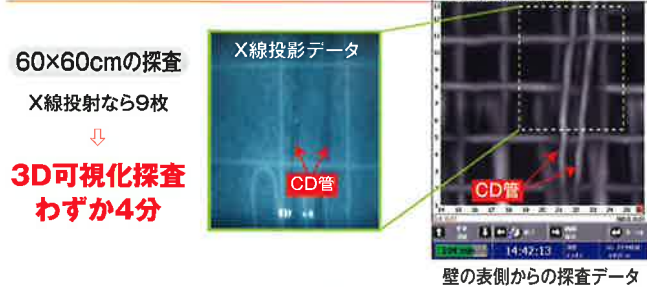 60×60cmの探査
X線投射なら9枚
⇩
3D可視化探査
わずか4分
X線投影データ
CD管
CD管
14:42:13
壁の表側からの探査データ